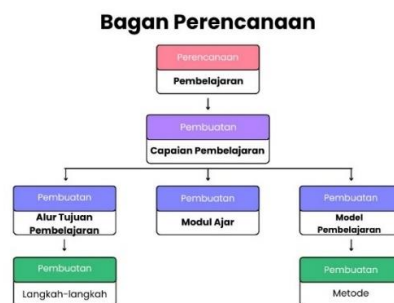 Bagan Perencanaan
Perencanaan
Pembelajaran
Pembuatan
Capaian Pembelajaran
Pembuatan
Alur Tujuan
Pembelajaran
Pembuatan
Modul Ajar
Pembuatan
Model
Pembelajaran
Pembuatan
Langkah-langkah
Pembuatan
Metode